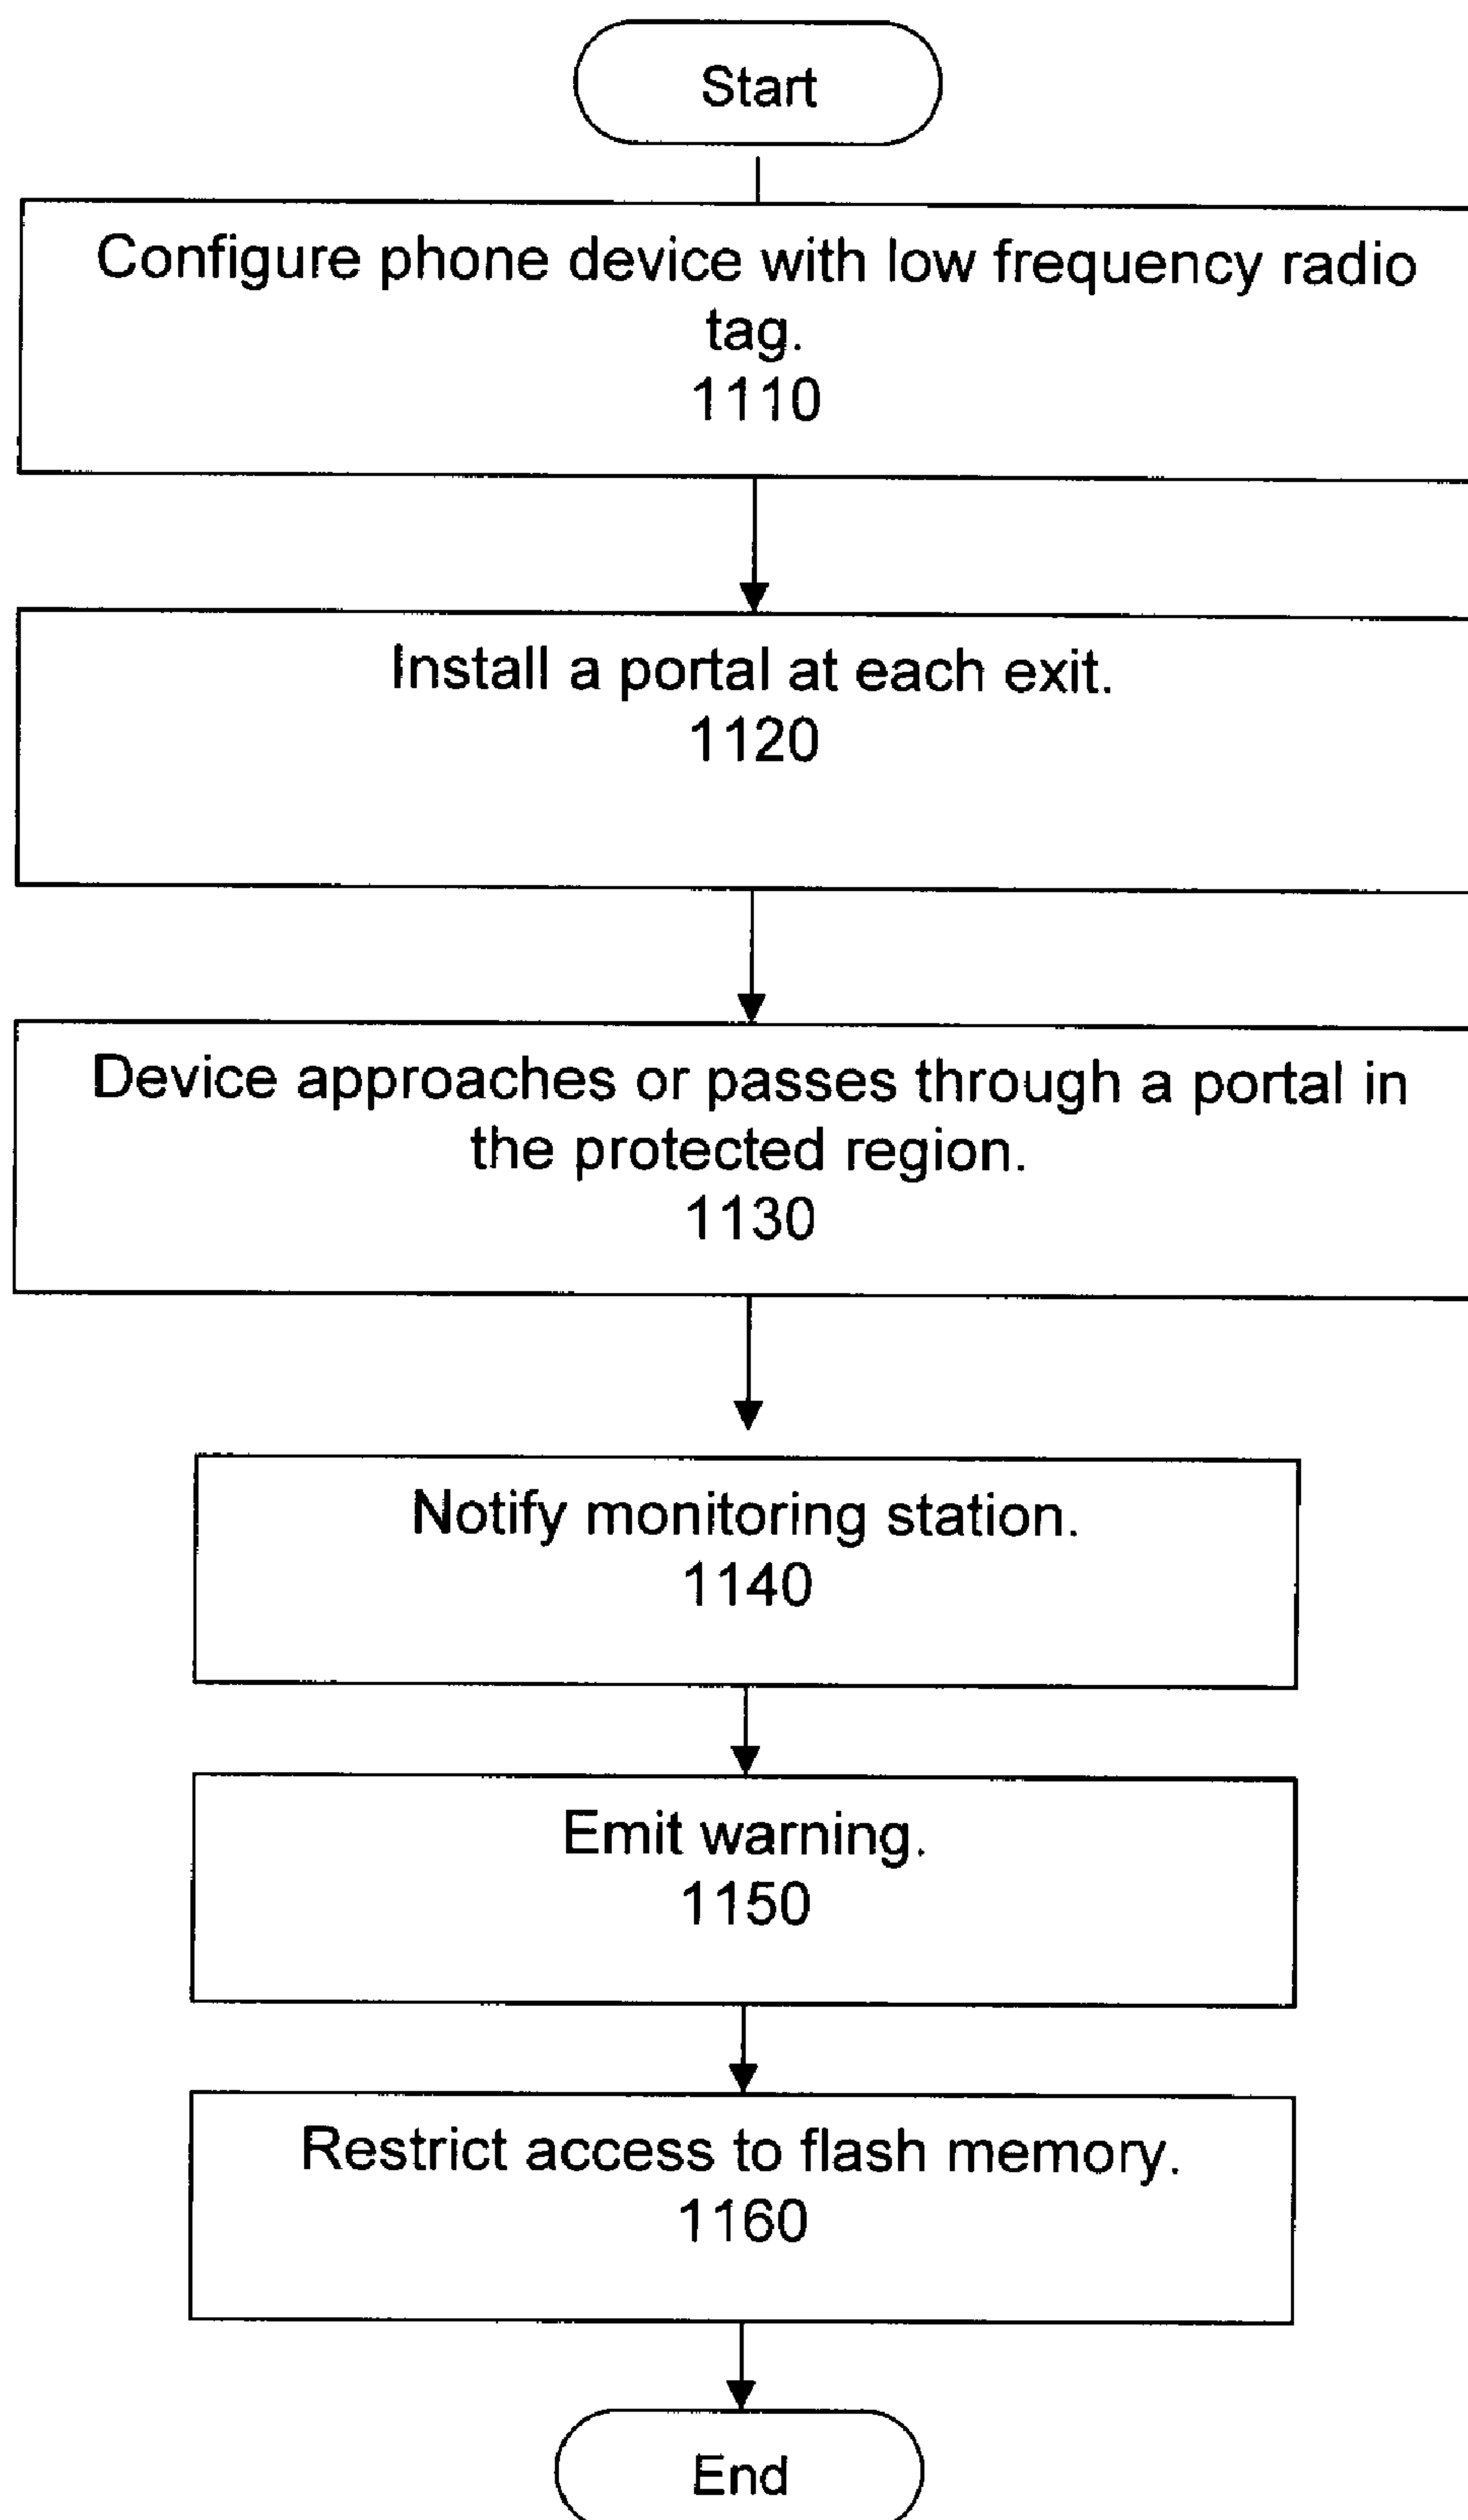 Start
Configure phone device with low frequency radio
tag.
1110
Install a portal at each exit.
1120
Device approaches or passes through a portal in
the protected region.
1130
Notify monitoring station.
1140
Emit warning.
1150
Restrict access to flash memory.
1160
End